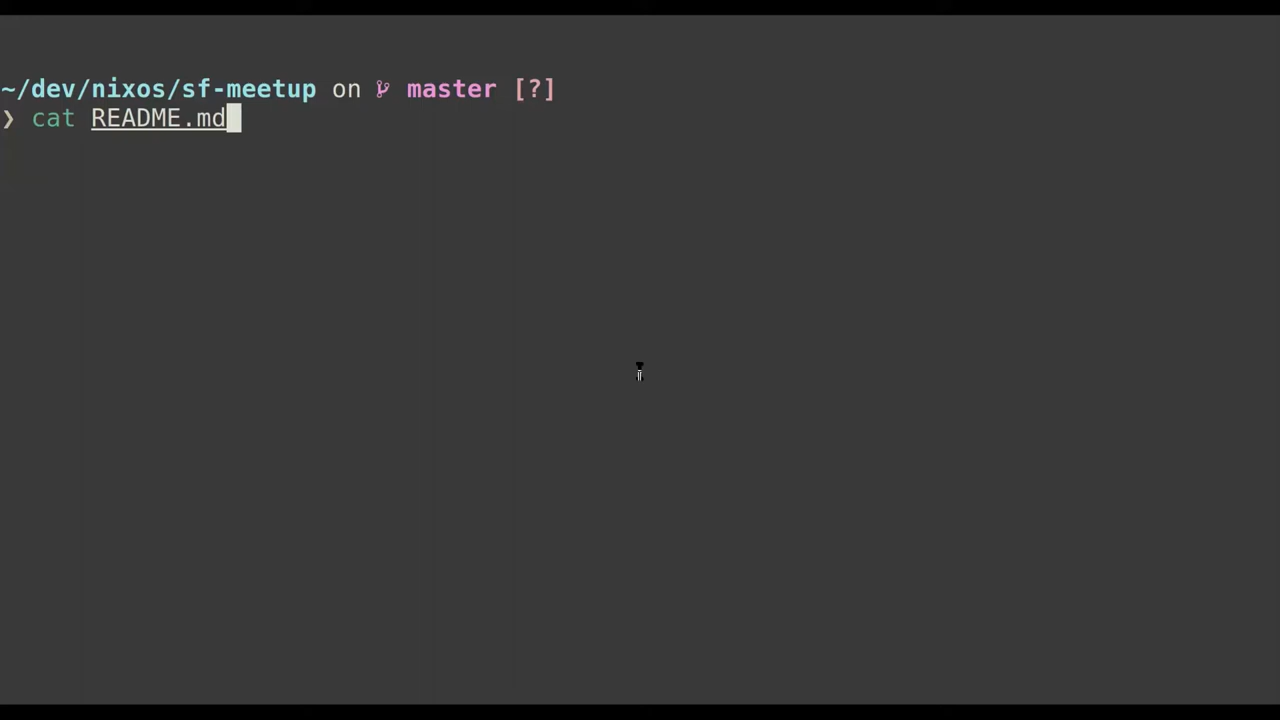 ~/dev/nixos/sf-meetup on  master [?]
❯ cat README.md